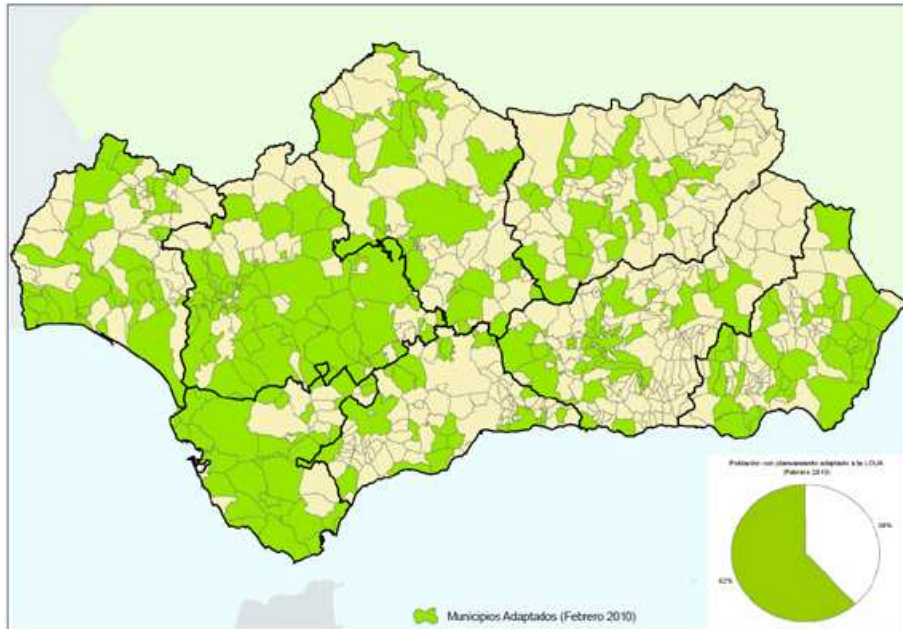 Población con planeamiento adaptado a la LOUA
(Febrero 2010)
38%
62%
Municipios Adaptados (Febrero 2010)